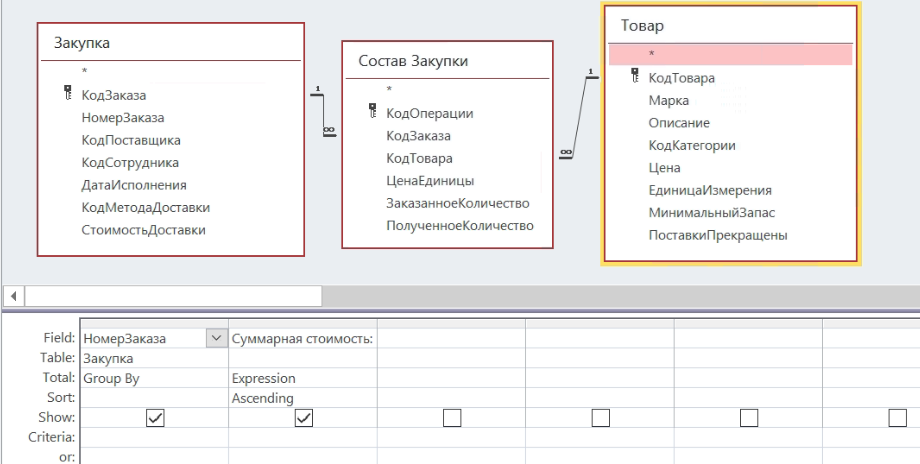 Закупка
*
КодЗаказа
НомерЗаказа
КодПоставщика
КодСотрудника
ДатаИсполнения
КодМетодаДоставки
СтоимостьДоставки
1
∞
Состав Закупки
*
КодОперации
КодЗаказа
КодТовара
ЦенаЕдиницы
ЗаказанноеКоличество
ПолученноеКоличество
1
∞
Товар
*
КодТовара
Марка
Описание
КодКатегории
Цена
ЕдиницаИзмерения
МинимальныйЗапас
ПоставкиПрекращены
Field: НомерЗаказа Суммарная стоимость:
Table: Закупка
Total: Group By Expression
Sort: Ascending
Show:
Criteria:
or: